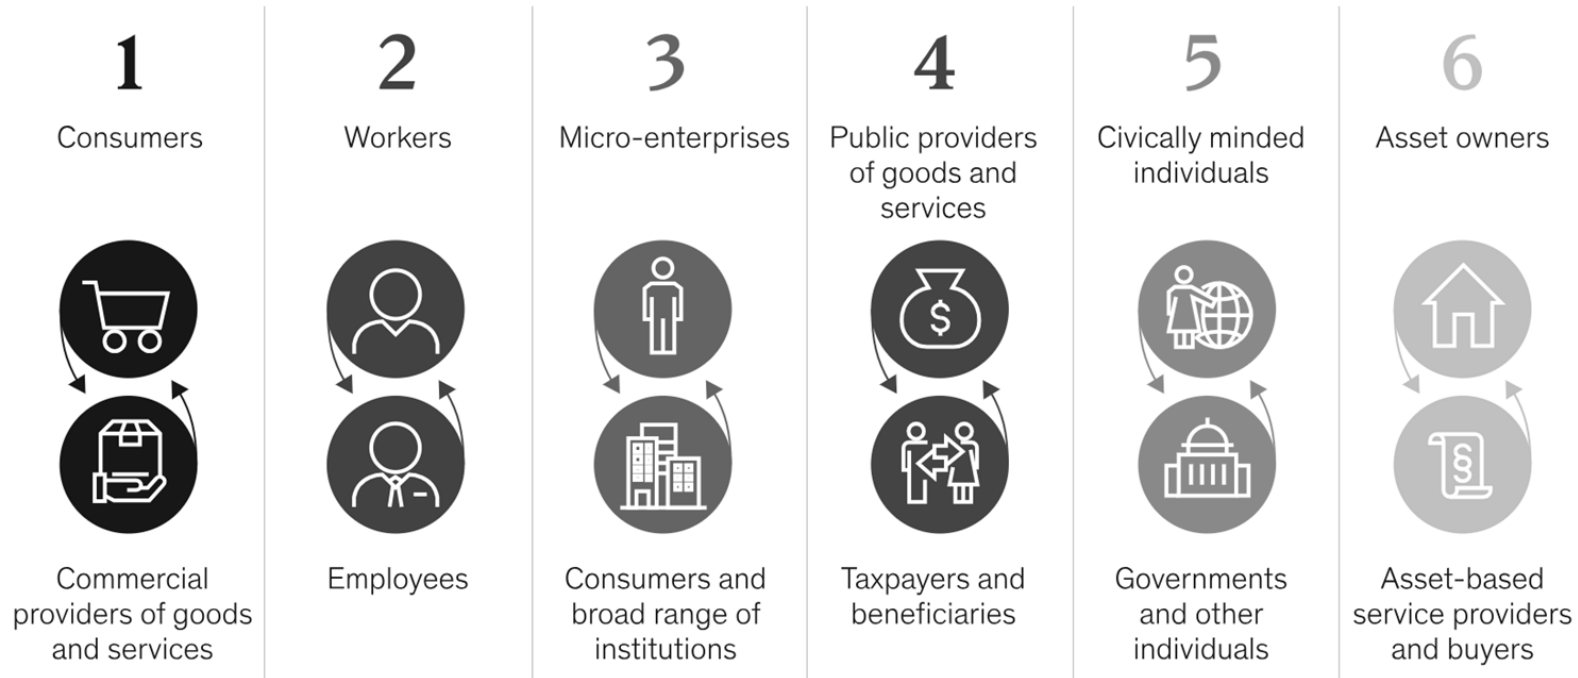 1
Consumers
Commercial
providers of goods
and services
2
Workers
Employees
3
Micro-enterprises
Consumers and
broad range of
institutions
4
Public providers
of goods and
services
$
Taxpayers and
beneficiaries
5
Civically minded
individuals
Governments
and other
individuals
6
Asset owners
§
Asset-based
service providers
and buyers